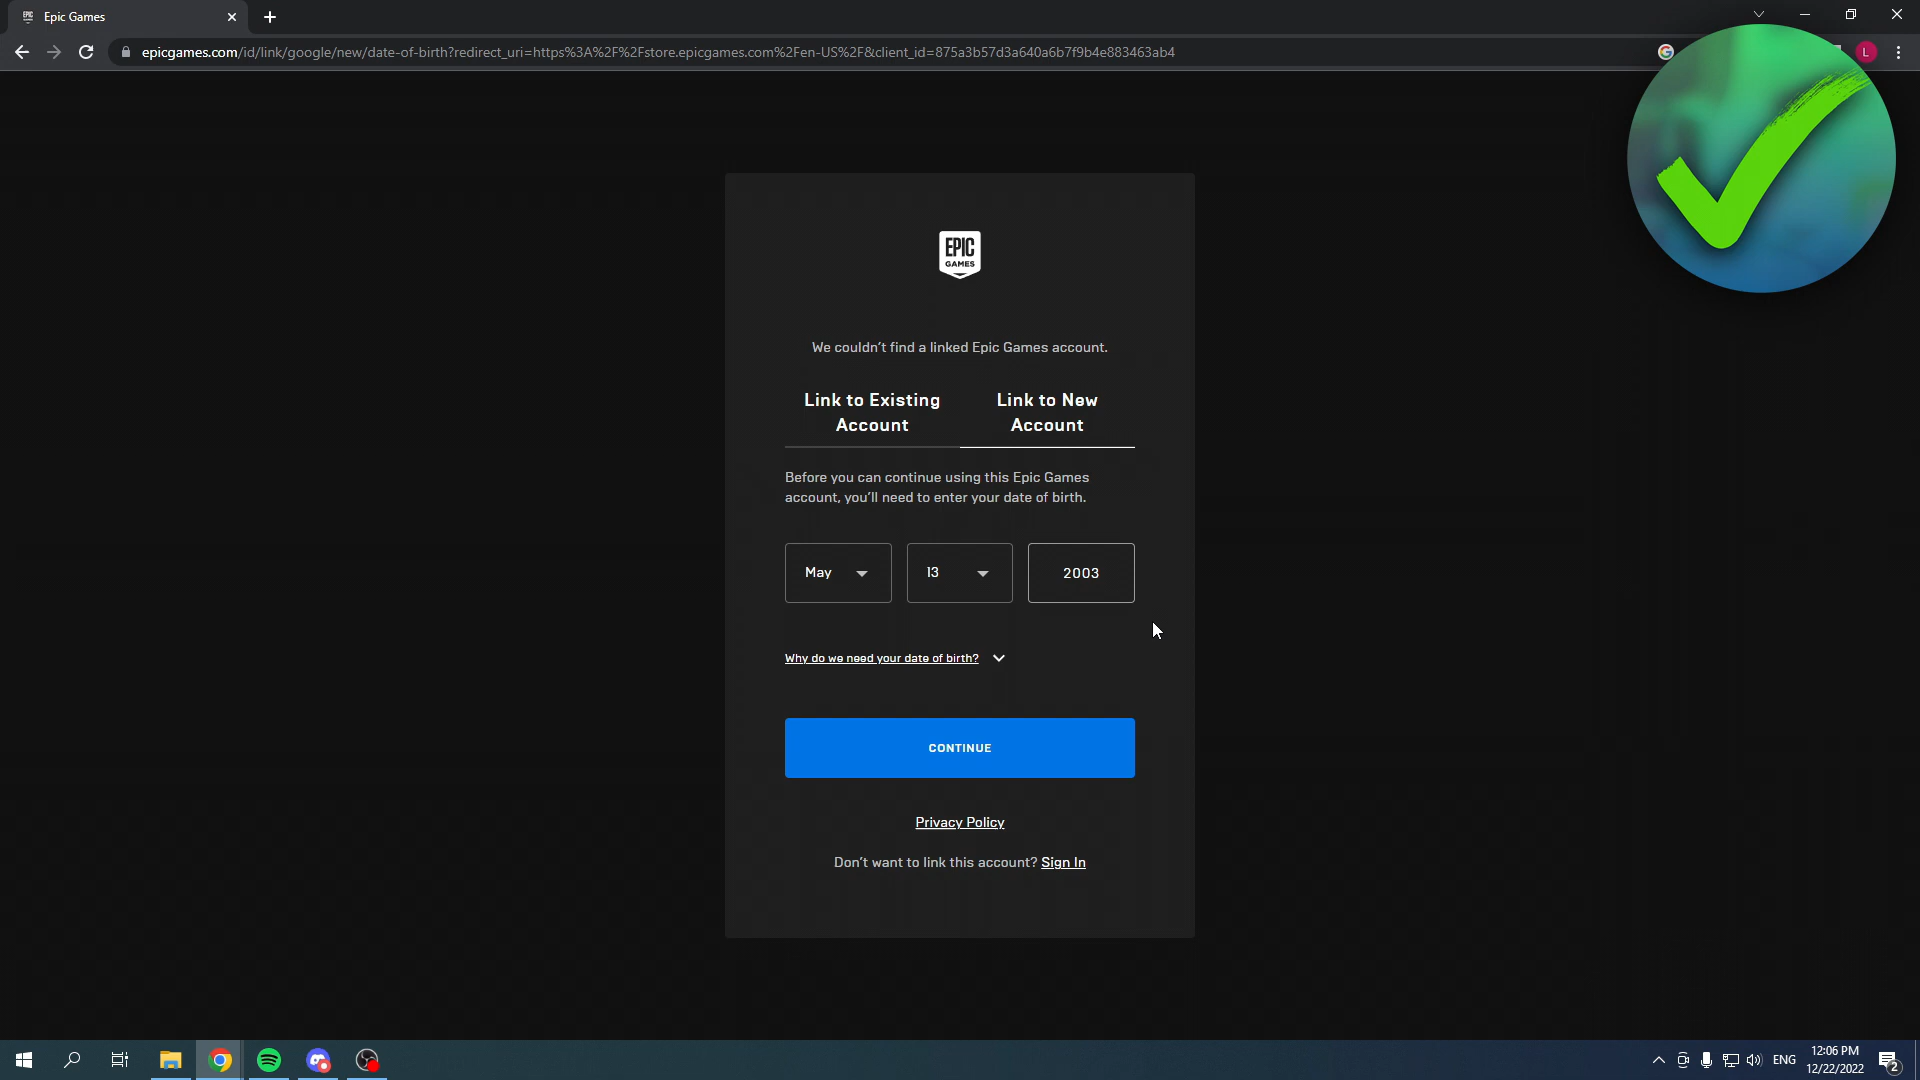 Epic Games
epicgames.com/id/link/google/new/date-of-birth?redirect_uri=https%3A%2F%2Fstore.epicgames.com%2Fen-US%2F&client_id=875a3b57d3a640a6b7f9b4e883463ab4
L
EPIC
GAMES
We couldn't find a linked Epic Games account.
Link to Existing
Account
Link to New
Account
Before you can continue using this Epic Games
account, you'll need to enter your date of birth.
May
13
2003
Why do we need your date of birth?
CONTINUE
Privacy Policy
Don't want to link this account? Sign In
ENG
12:06 PM
12/22/2022
2